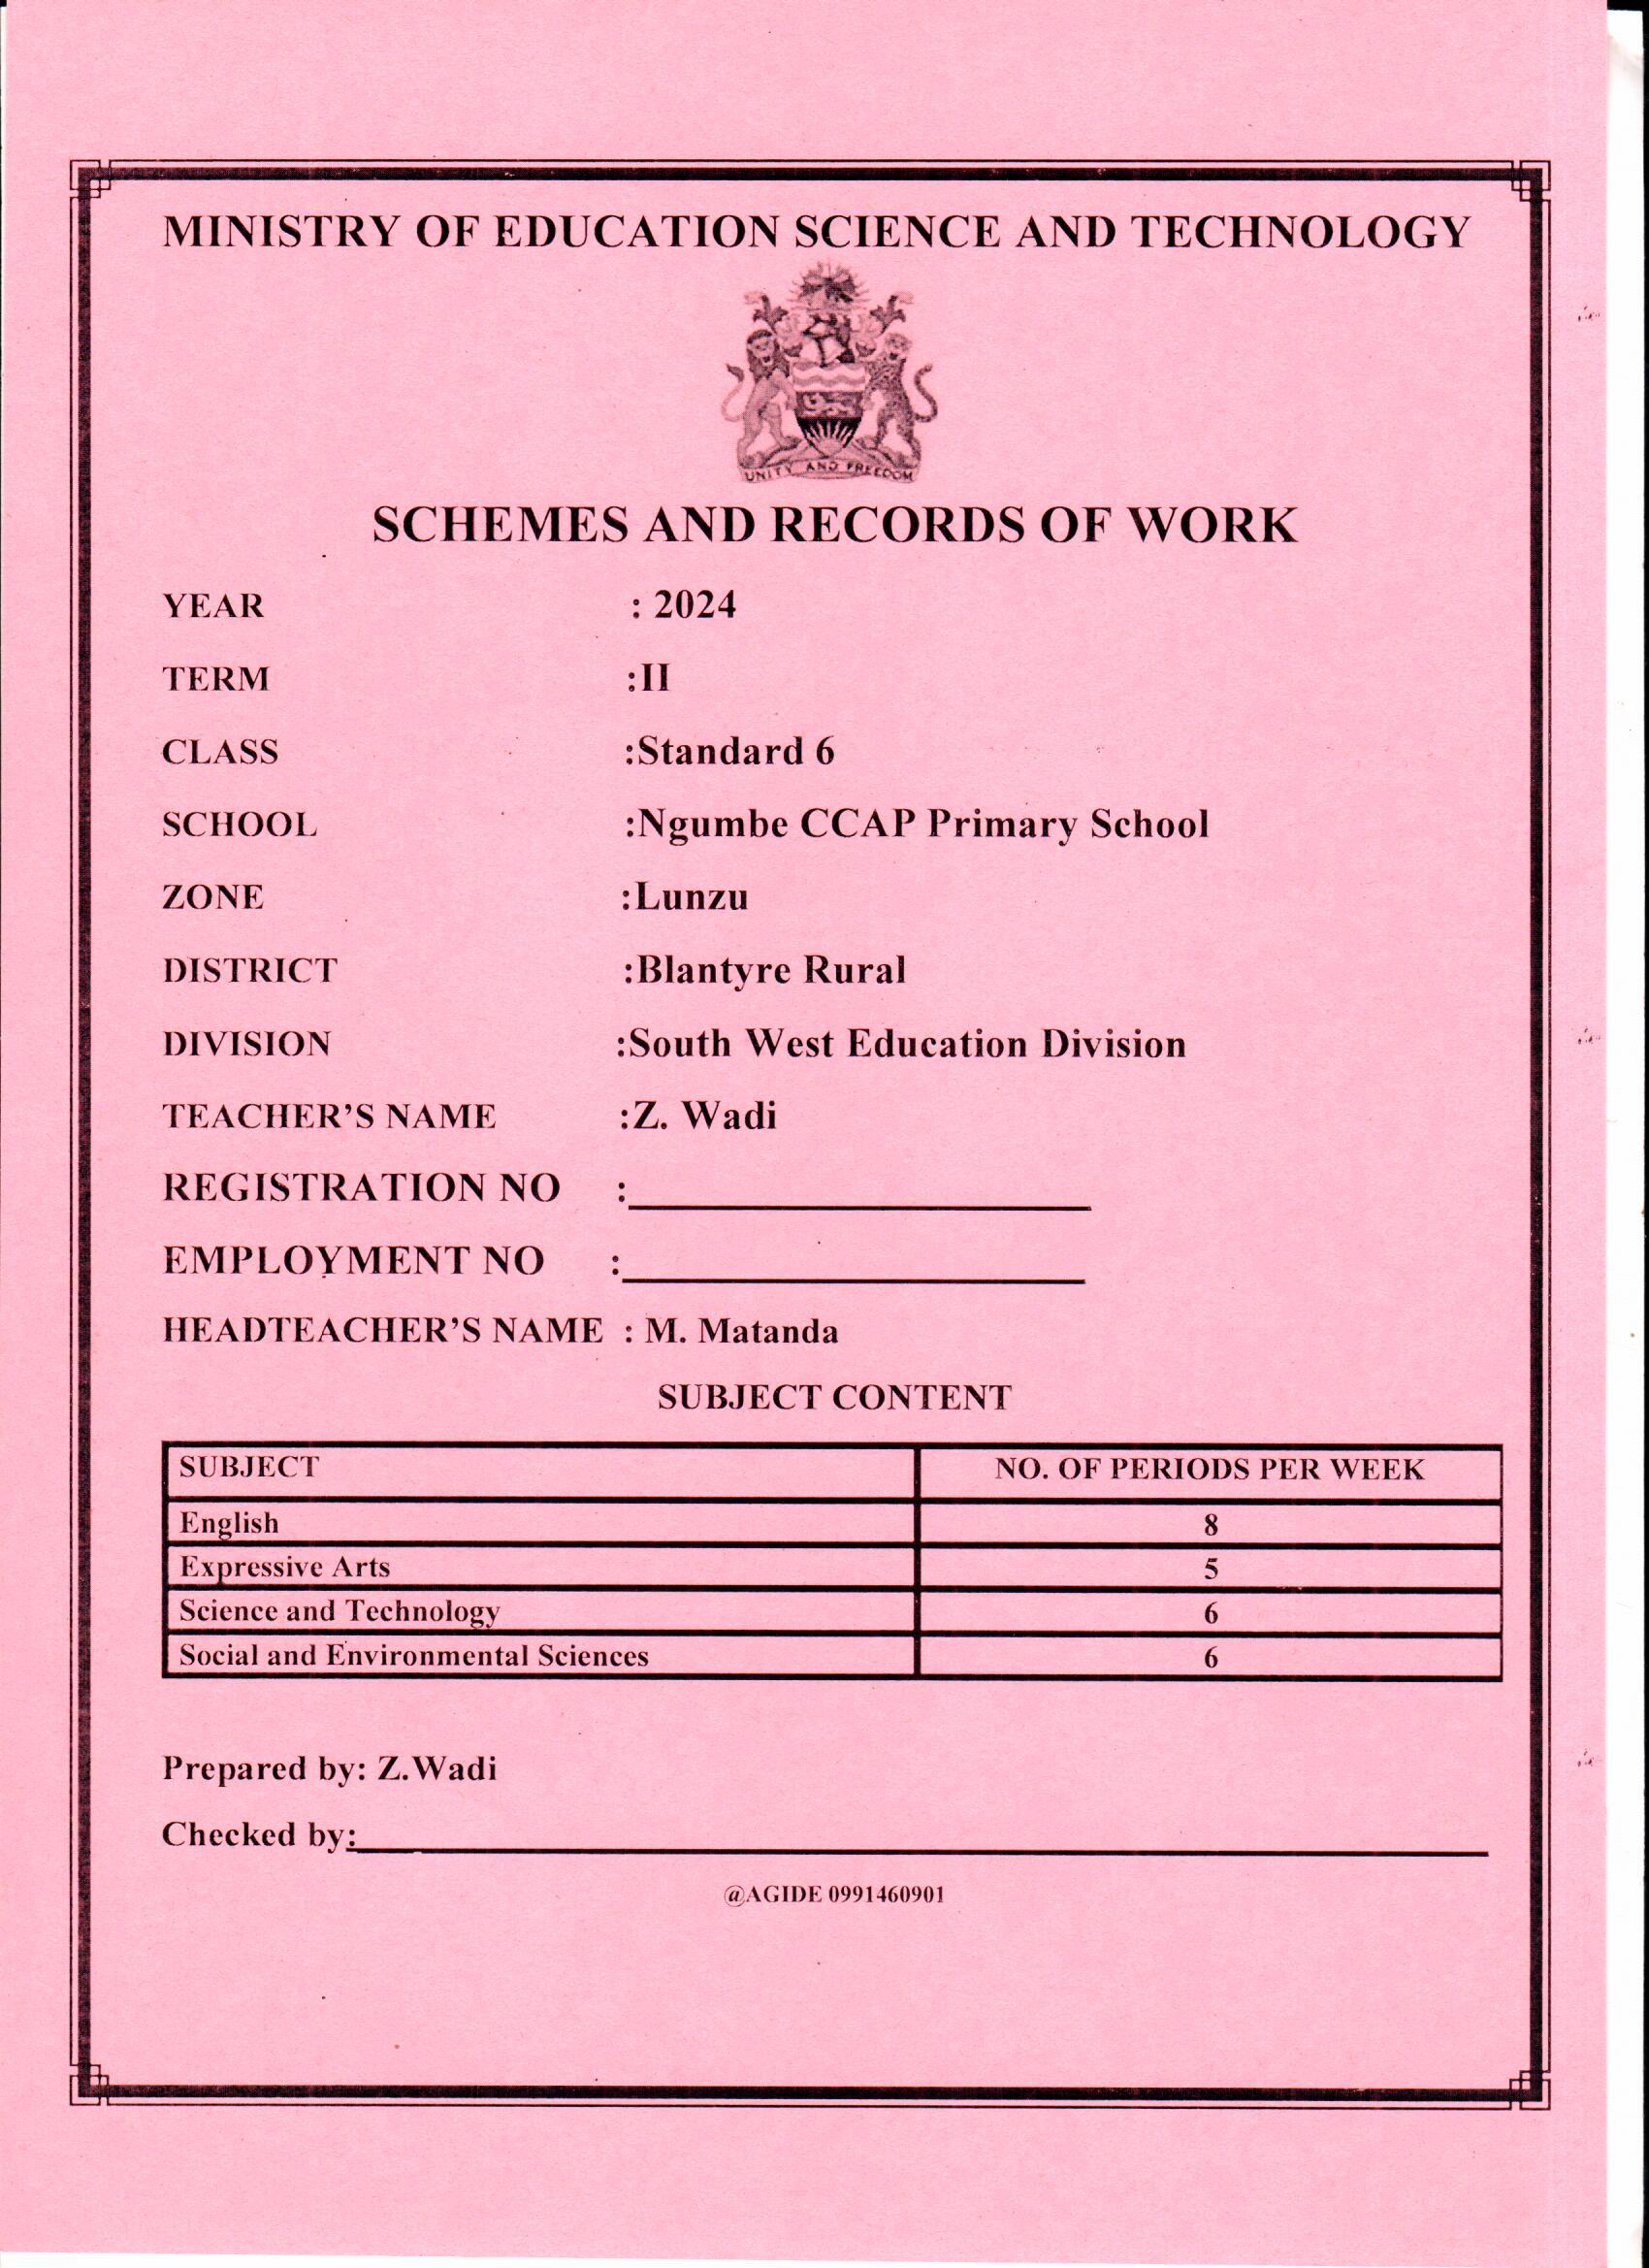 MINISTRY OF EDUCATION SCIENCE AND TECHNOLOGY
UNITY AND FREEDOM
SCHEMES AND RECORDS OF WORK
YEAR : 2024
TERM :II
CLASS :Standard 6
SCHOOL :Ngumbe CCAP Primary School
ZONE :Lunzu
DISTRICT :Blantyre Rural
DIVISION :South West Education Division
TEACHER’S NAME :Z. Wadi
REGISTRATION NO :
EMPLOYMENT NO :
HEADTEACHER’S NAME : M. Matanda
SUBJECT CONTENT
SUBJECT NO. OF PERIODS PER WEEK
English 8
Expressive Arts 5
Science and Technology 6
Social and Environmental Sciences 6
Prepared by: Z.Wadi
Checked by:
@AGIDE 0991460901